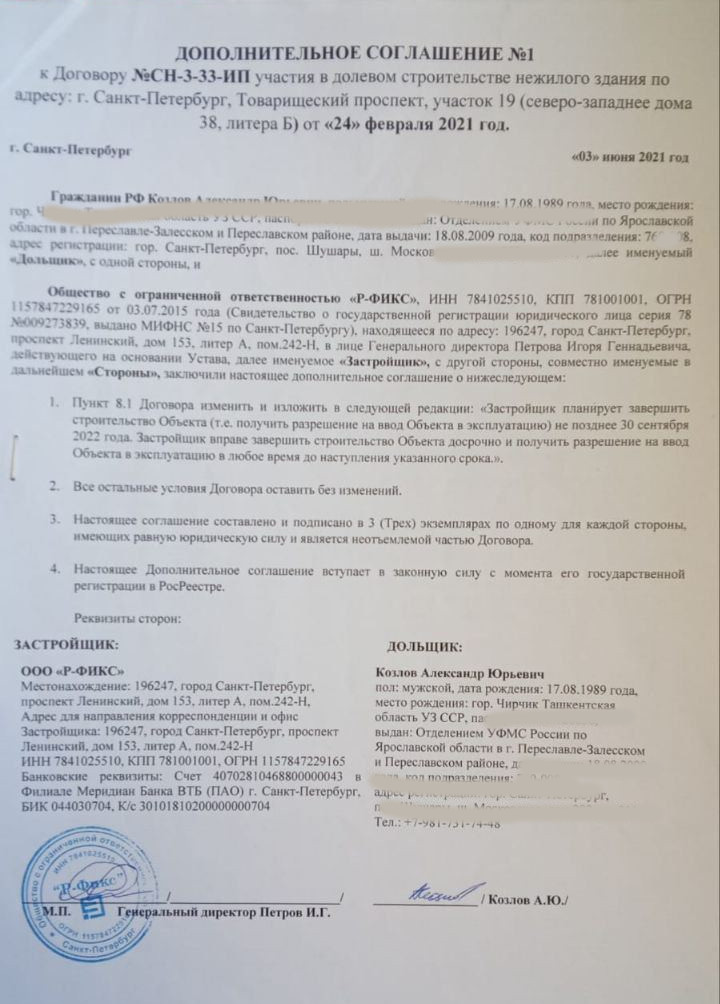 ДОПОЛНИТЕЛЬНОЕ СОГЛАШЕНИЕ №1
к Договору №СН-3-33-ИП участия в долевом строительстве нежилого здания по
адресу: г. Санкт-Петербург, Товарищеский проспект, участок 19 (северо-западнее дома
38, литера Б) от «24» февраля 2021 год.
г. Санкт-Петербург
«03» июня 2021 год
Гражданин РФ Козлов Александр Юрьевич, 17.08.1989 года, место рождения:
гор. УЗ ССР, Отделением УФМС России по Ярославской
области в г. Переславле-Залесском и Переславском районе, дата выдачи: 18.08.2009 года, код подразделения:
адрес регистрации: гор. Санкт-Петербург, пос. Шушары, ш. Москов далее именуемый
«Дольщик», с одной стороны, и
Общество с ограниченной ответственностью «Р-ФИКС», ИНН 7841025510, КПП 781001001, ОГРН
1157847229165 от 03.07.2015 года (Свидетельство о государственной регистрации юридического лица серия 78
№009273839, выдано МИФНС №15 по Санкт-Петербургу), находящееся по адресу: 196247, город Санкт-Петербург,
проспект Ленинский, дом 153, литер А, пом.242-Н, в лице Генерального директора Петрова Игоря Геннадьевича,
действующего на основании Устава, далее именуемое «Застройщик», с другой стороны, совместно именуемые в
дальнейшем «Стороны», заключили настоящее дополнительное соглашение о нижеследующем:
1. Пункт 8.1 Договора изменить и изложить в следующей редакции: «Застройщик планирует завершить
строительство Объекта (т.е. получить разрешение на ввод Объекта в эксплуатацию) не позднее 30 сентября
2022 года. Застройщик вправе завершить строительство Объекта досрочно и получить разрешение на ввод
Объекта в эксплуатацию в любое время до наступления указанного срока.».
2. Все остальные условия Договора оставить без изменений.
3. Настоящее соглашение составлено и подписано в 3 (Трех) экземплярах по одному для каждой стороны,
имеющих равную юридическую силу и является неотъемлемой частью Договора.
4. Настоящее Дополнительное соглашение вступает в законную силу с момента его государственной
регистрации в РосРеестре.
Реквизиты сторон:
ЗАСТРОЙЩИК:
ООО «Р-ФИКС»
Местонахождение: 196247, город Санкт-Петербург,
проспект Ленинский, дом 153, литер А, пом.242-Н,
Адрес для направления корреспонденции и офис
Застройщика: 196247, город Санкт-Петербург, проспект
Ленинский, дом 153, литер А, пом.242-Н
ИНН 7841025510, КПП 781001001, ОГРН 1157847229165
Банковские реквизиты: Счет 40702810468800000043 в
Филиале Меридиан Банка ВТБ (ПАО) г. Санкт-Петербург,
БИК 044030704, К/с 30101810200000000704
Общество с ограниченной ответственностью
ИНН 7841025510
"Р-Фикс"
ОГРН 1157847229165
Санкт-Петербург
М.П. Генеральный директор Петров И.Г.
ДОЛЬЩИК:
Козлов Александр Юрьевич
пол: мужской, дата рождения: 17.08.1989 года,
место рождения: гор. Чирчик Ташкентская
область УЗ ССР, па
выдан: Отделением УФМС России по
Ярославской области в г. Переславле-Залесском
и Переславском районе, д
года, код подразделения:
адрес регистрации: гор. Санкт-Петербург,
Тел.: +7-981-751-74-48
/ Козлов А.Ю./